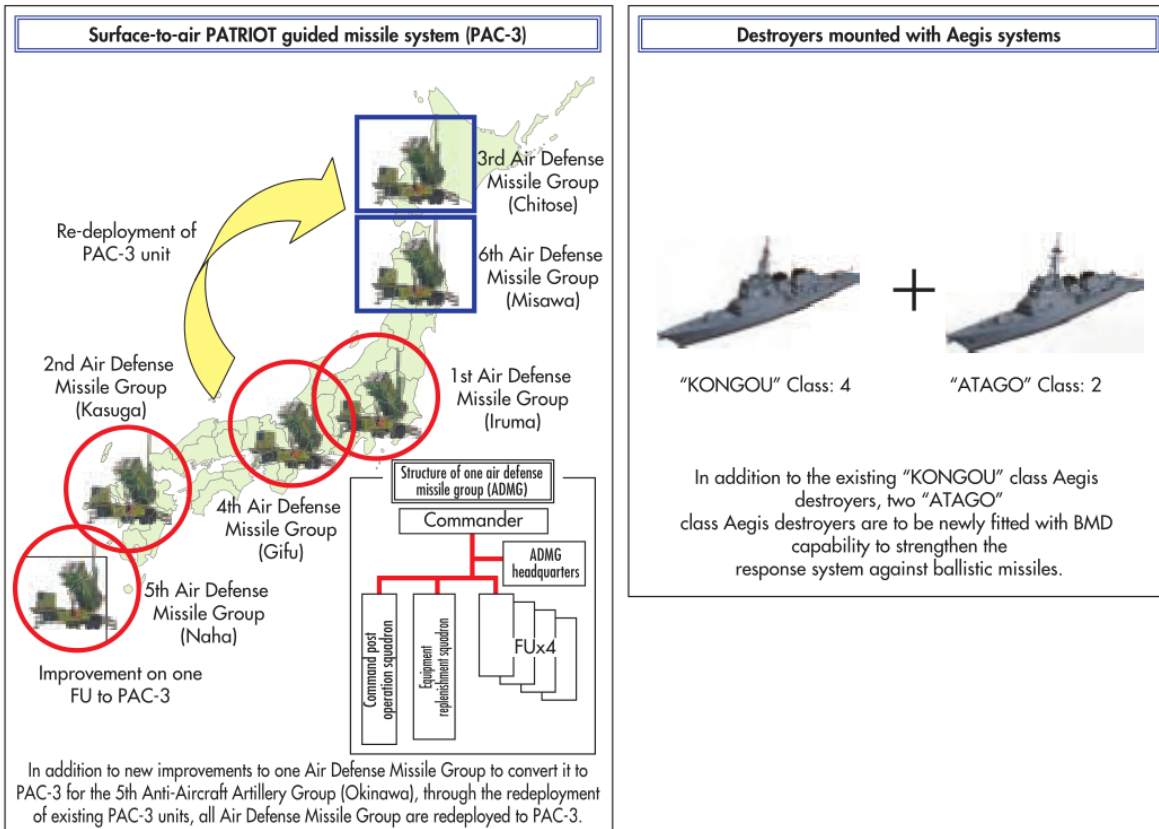 Surface-to-air PATRIOT guided missile system (PAC-3)
Re-deployment of
PAC-3 unit
3rd Air Defense
Missile Group
(Chitose)
6th Air Defense
Missile Group
(Misawa)
2nd Air Defense
Missile Group
(Kasuga)
1st Air Defense
Missile Group
(Iruma)
4th Air Defense
Missile Group
(Gifu)
5th Air Defense
Missile Group
(Naha)
Improvement on one
FU to PAC-3
Structure of one air defense
missile group (ADMG)
Commander
ADMG
headquarters
Command post
operation squadron
Equipment
replenishment squadron
FUx4
In addition to new improvements to one Air Defense Missile Group to convert it to
PAC-3 for the 5th Anti-Aircraft Artillery Group (Okinawa), through the redeployment
of existing PAC-3 units, all Air Defense Missile Group are redeployed to PAC-3.
Destroyers mounted with Aegis systems
+
“KONGOU” Class: 4
“ATAGO” Class: 2
In addition to the existing “KONGOU” class Aegis
destroyers, two “ATAGO”
class Aegis destroyers are to be newly fitted with BMD
capability to strengthen the
response system against ballistic missiles.